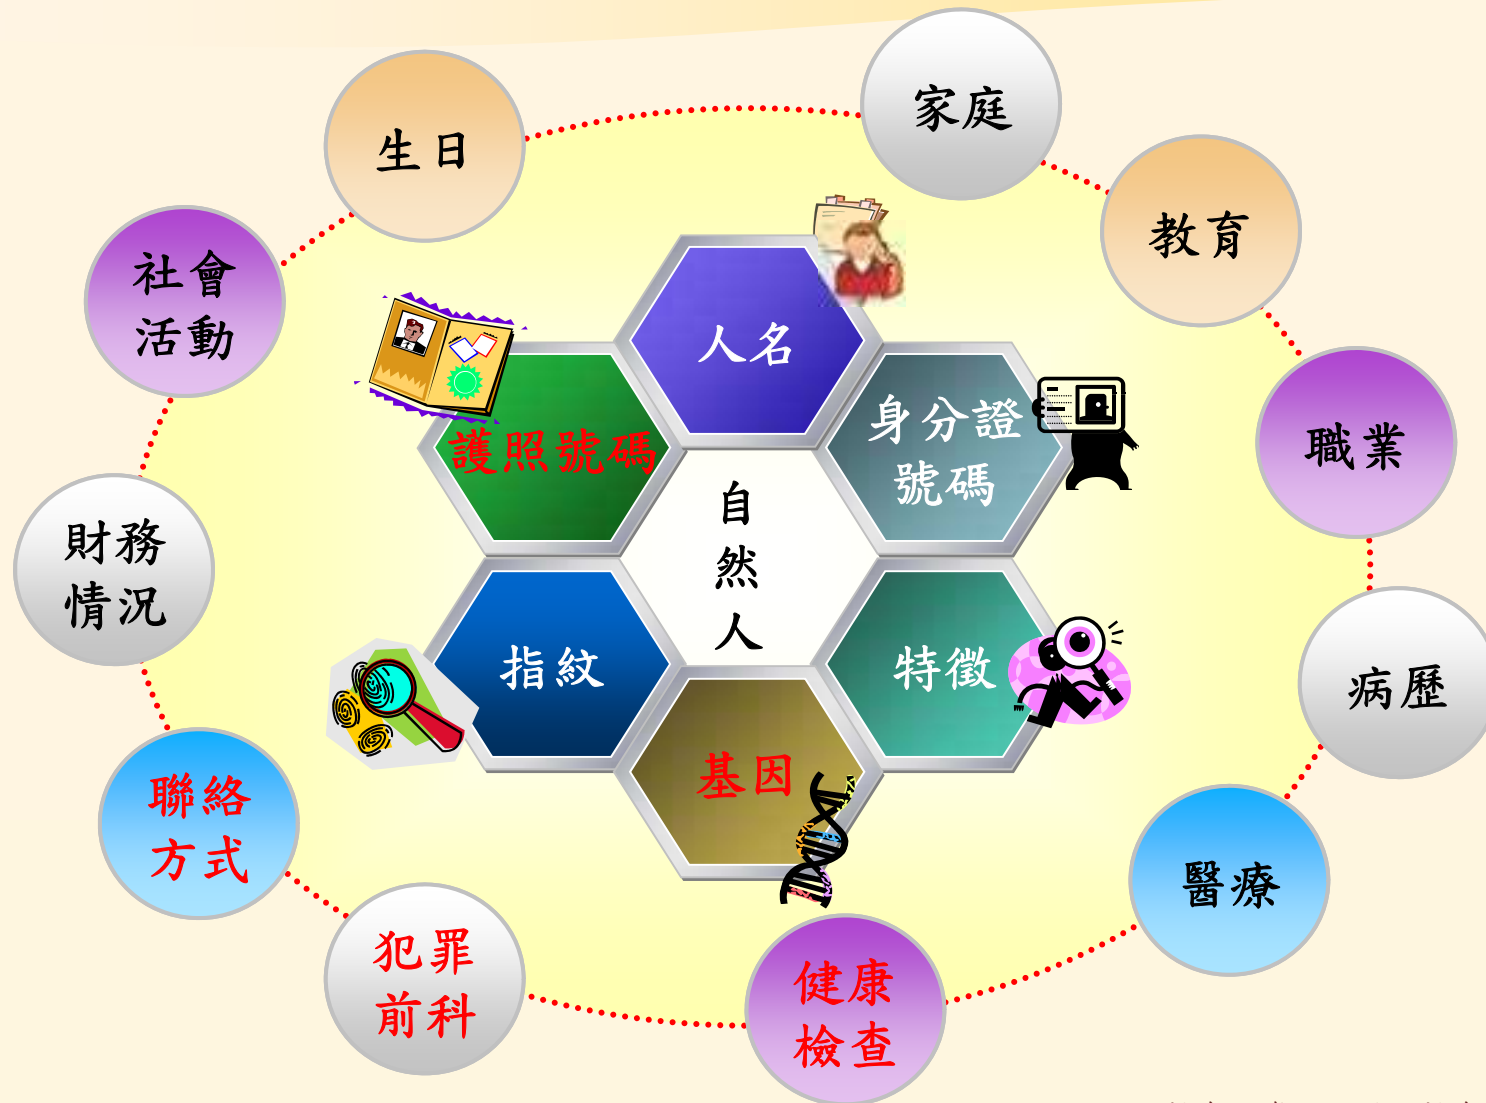 家庭
生日
教育
社會
活動
人名
身分證
號碼
護照號碼
職業
自
然
人
財務
情況
指紋
特徵
病歷
基因
聯絡
方式
醫療
犯罪
前科
健康
檢查